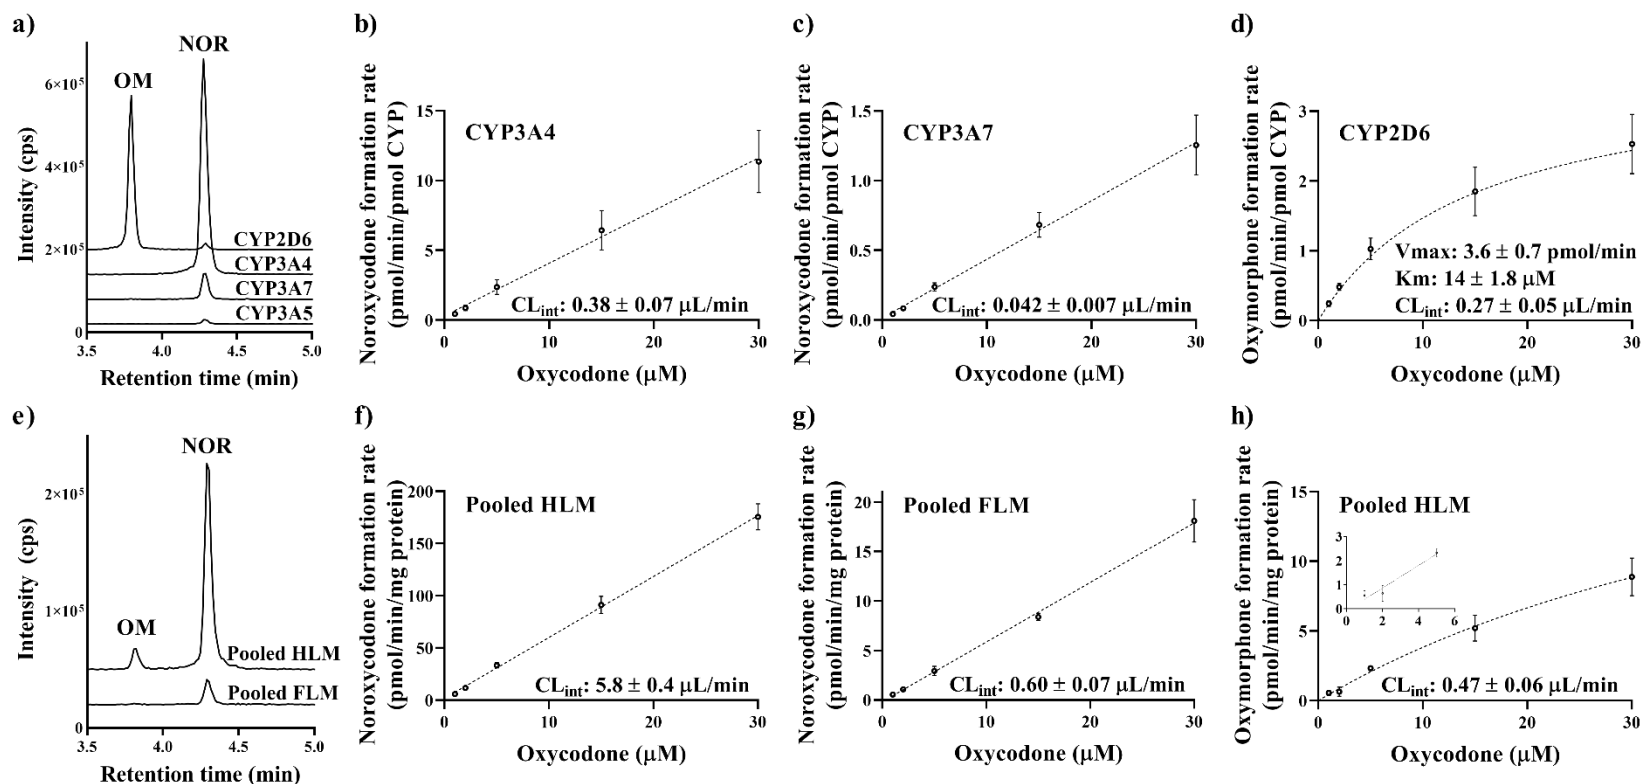 a)
OM
NOR
6×10⁵
4×10⁵
2×10⁵
0
Intensity (cps)
CYP2D6
CYP3A4
CYP3A7
CYP3A5
3.5
4.0
4.5
5.0
Retention time (min)
b)
Noroxycodone formation rate
(pmol/min/pmol CYP)
15
10
5
0
CYP3A4
CL_int: 0.38 ± 0.07 μL/min
0
10
20
30
Oxycodone (μM)
c)
Noroxycodone formation rate
(pmol/min/pmol CYP)
1.5
1.0
0.5
0.0
CYP3A7
CL_int: 0.042 ± 0.007 μL/min
0
10
20
30
Oxycodone (μM)
d)
Oxymorphone formation rate
(pmol/min/pmol CYP)
3
2
1
0
CYP2D6
Vmax: 3.6 ± 0.7 pmol/min
Km: 14 ± 1.8 μM
CL_int: 0.27 ± 0.05 μL/min
0
10
20
30
Oxycodone (μM)
e)
NOR
OM
2×10⁵
1×10⁵
0
Intensity (cps)
Pooled HLM
Pooled FLM
3.5
4.0
4.5
5.0
Retention time (min)
f)
Noroxycodone formation rate
(pmol/min/mg protein)
200
150
100
50
0
Pooled HLM
CL_int: 5.8 ± 0.4 μL/min
0
10
20
30
Oxycodone (μM)
g)
Noroxycodone formation rate
(pmol/min/mg protein)
20
15
10
5
0
Pooled FLM
CL_int: 0.60 ± 0.07 μL/min
0
10
20
30
Oxycodone (μM)
h)
Oxymorphone formation rate
(pmol/min/mg protein)
15
10
5
0
Pooled HLM
3
2
1
0
0
2
4
6
CL_int: 0.47 ± 0.06 μL/min
0
10
20
30
Oxycodone (μM)